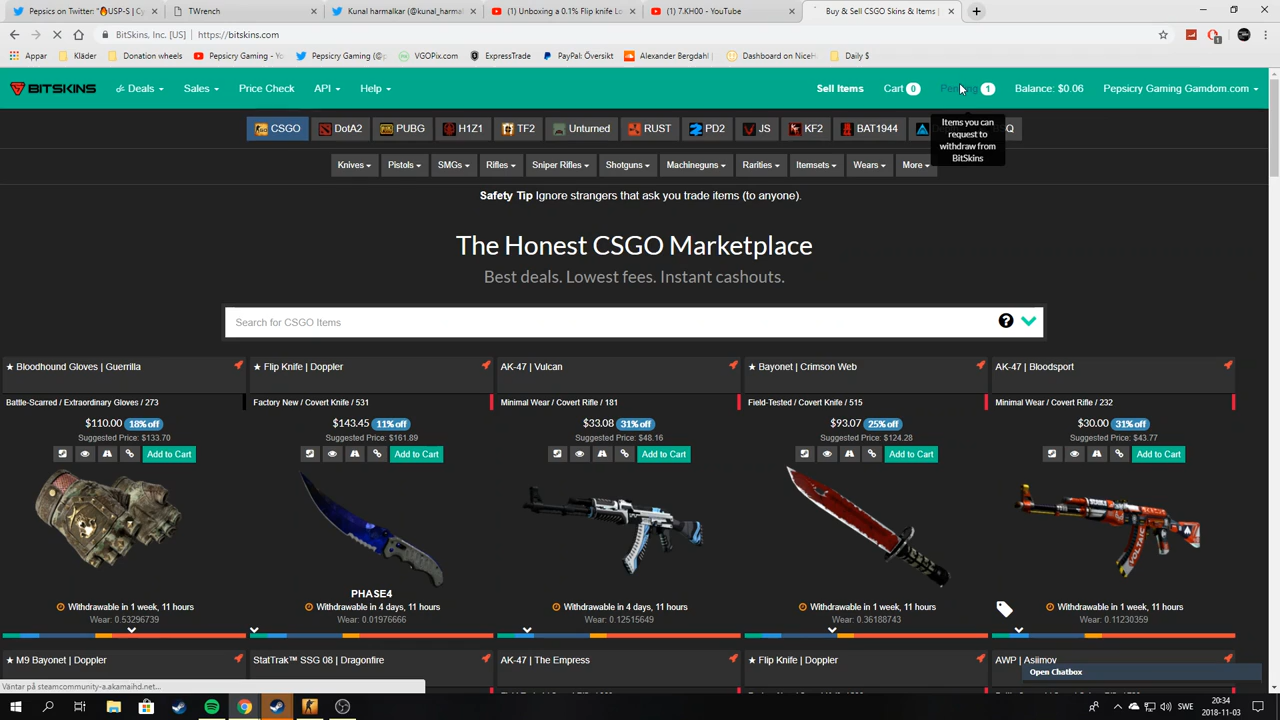 Pepsics on Twitter: "🔥USP-S | Cy
TWrench
Kunal harmalkar (@kunal_harma
(1) Unboxing a 0.1% Flip knife Lo
(1) 7.KH00 - YouTube
Buy & Sell CSGO Skins & Items |
BitSkins, Inc. [US] | https://bitskins.com
Appar Kläder Donation wheels Pepsicry Gaming - Yo Pepsicry Gaming (@p VGOPix.com ExpressTrade PayPal: Översikt Alexander Bergdahl Dashboard on NiceH Daily $
BITSKINS Deals Sales Price Check API Help Sell Items Cart 0 1 Balance: $0.06 Pepsicry Gaming Gamdom.com
CSGO DotA2 PUBG H1Z1 TF2 Unturned RUST PD2 JS KF2 BAT1944
Items you can
request to
withdraw from
BitSkins
Knives Pistols SMGs Rifles Sniper Rifles Shotguns Machineguns Rarities Itemsets Wears More
Safety Tip Ignore strangers that ask you trade items (to anyone).
The Honest CSGO Marketplace
Best deals. Lowest fees. Instant cashouts.
Search for CSGO Items ?
★ Bloodhound Gloves | Guerrilla
Battle-Scarred / Extraordinary Gloves / 273
$110.00 18% off
Suggested Price: $133.70
Add to Cart
Withdrawable in 1 week, 11 hours
Wear: 0.53296739
★ Flip Knife | Doppler
Factory New / Covert Knife / 531
$143.45 11% off
Suggested Price: $161.89
Add to Cart
PHASE4
Withdrawable in 4 days, 11 hours
Wear: 0.01976666
AK-47 | Vulcan
Minimal Wear / Covert Rifle / 181
$33.08 31% off
Suggested Price: $48.16
Add to Cart
Withdrawable in 4 days, 11 hours
Wear: 0.12515649
★ Bayonet | Crimson Web
Field-Tested / Covert Knife / 515
$93.07 25% off
Suggested Price: $124.28
Add to Cart
Withdrawable in 1 week, 11 hours
Wear: 0.36188743
AK-47 | Bloodsport
Minimal Wear / Covert Rifle / 232
$30.00 31% off
Suggested Price: $43.77
Add to Cart
VOLTAIC
Withdrawable in 1 week, 11 hours
Wear: 0.11230359
★ M9 Bayonet | Doppler
StatTrak™ SSG 08 | Dragonfire
AK-47 | The Empress
★ Flip Knife | Doppler
AWP | Asiimov
Open Chatbox
Väntar på steamcommunity-a.akamaihd.net...
SWE
20:34
2018-11-03